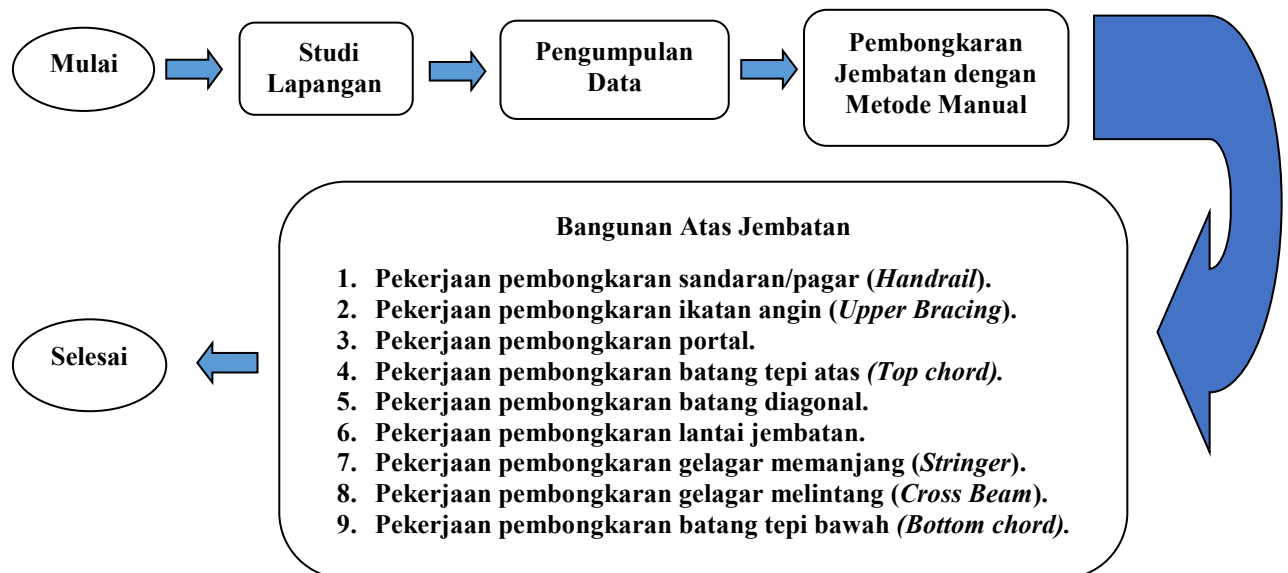 Mulai
Studi
Lapangan
Pengumpulan
Data
Pembongkaran
Jembatan dengan
Metode Manual
Bangunan Atas Jembatan
1. Pekerjaan pembongkaran sandaran/pagar (Handrail).
2. Pekerjaan pembongkaran ikatan angin (Upper Bracing).
3. Pekerjaan pembongkaran portal.
4. Pekerjaan pembongkaran batang tepi atas (Top chord).
5. Pekerjaan pembongkaran batang diagonal.
6. Pekerjaan pembongkaran lantai jembatan.
7. Pekerjaan pembongkaran gelagar memanjang (Stringer).
8. Pekerjaan pembongkaran gelagar melintang (Cross Beam).
9. Pekerjaan pembongkaran batang tepi bawah (Bottom chord).
Selesai